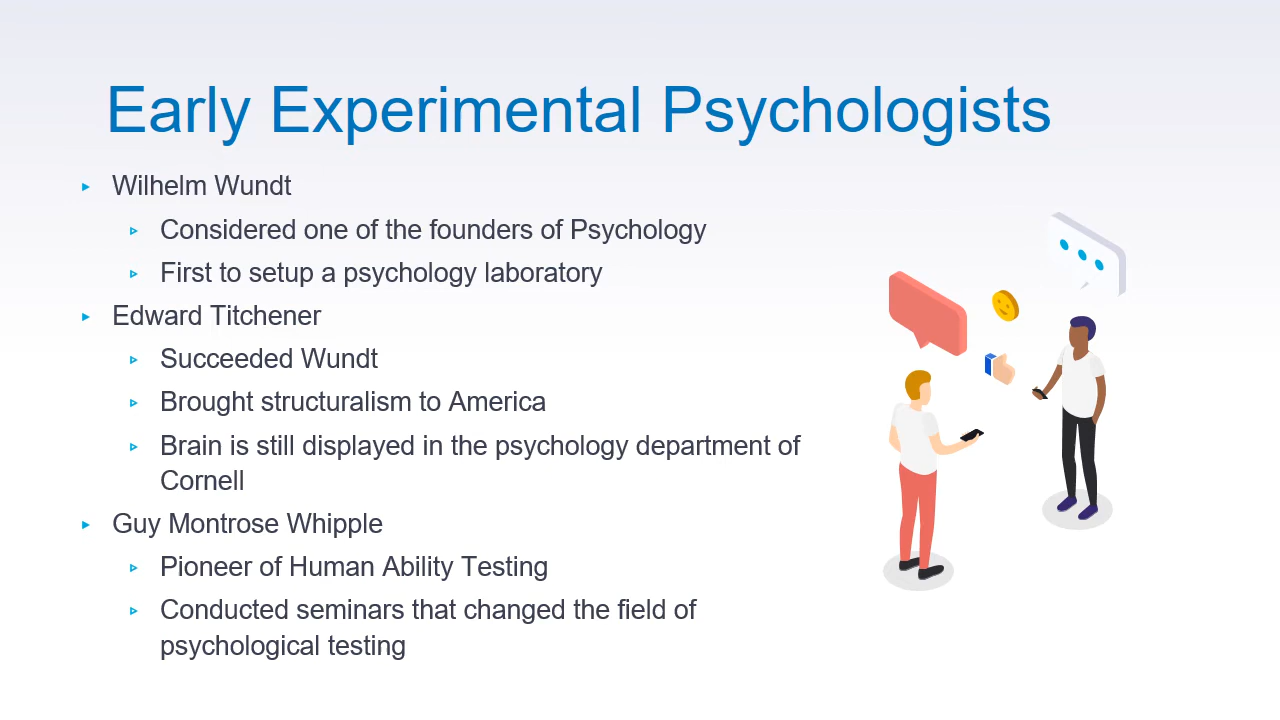 Early Experimental Psychologists
Wilhelm Wundt
Considered one of the founders of Psychology
First to setup a psychology laboratory
Edward Titchener
Succeeded Wundt
Brought structuralism to America
Brain is still displayed in the psychology department of
Cornell
Guy Montrose Whipple
Pioneer of Human Ability Testing
Conducted seminars that changed the field of
psychological testing